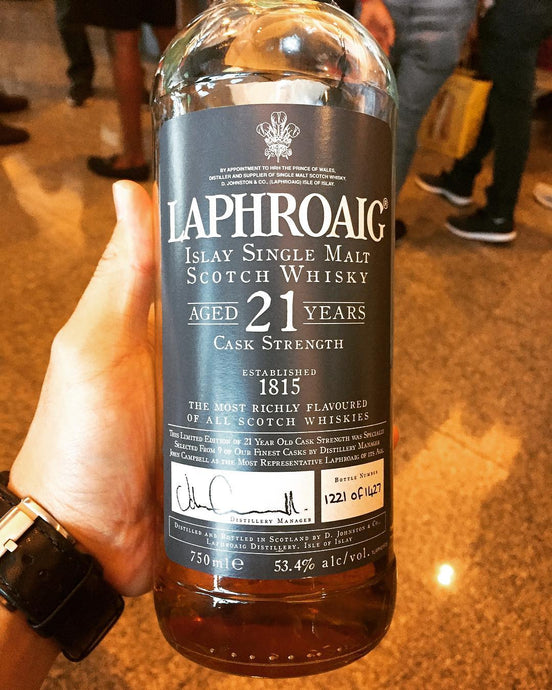 BY APPOINTMENT TO HRH THE PRINCE OF WALES,
DISTILLER AND SUPPLIER OF SINGLE MALT SCOTCH WHISKY
D. JOHNSTON & CO., (LAPHROAIG) ISLE OF ISLAY.
LAPHROAIG®
ISLAY SINGLE MALT
SCOTCH WHISKY
AGED 21 YEARS
CASK STRENGTH
ESTABLISHED
1815
THE MOST RICHLY FLAVOURED
OF ALL SCOTCH WHISKIES
THIS LIMITED EDITION OF 21 YEAR OLD CASK STRENGTH WAS SPECIALLY
SELECTED FROM 9 OF OUR FINEST CASKS BY DISTILLERY MANAGER
JOHN CAMPBELL AS THE MOST REPRESENTATIVE LAPHROAIG OF ITS AGE.
DISTILLERY MANAGER
BOTTLE NUMBER
1221 OF 1427
DISTILLED AND BOTTLED IN SCOTLAND BY D. JOHNSTON & CO.,
LAPHROAIG DISTILLERY, ISLE OF ISLAY
750ml℮ 53.4% alc/vol.